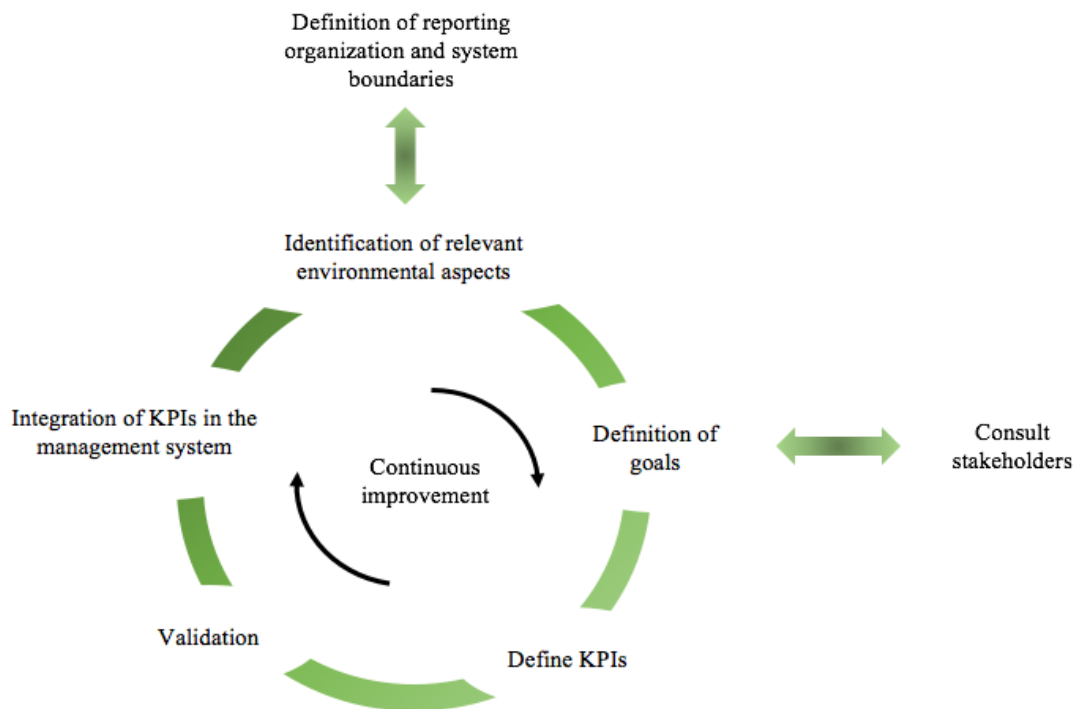 Definition of reporting
organization and system
boundaries
Identification of relevant
environmental aspects
Integration of KPIs in the
management system
Continuous
improvement
Definition of
goals
Consult
stakeholders
Validation
Define KPIs